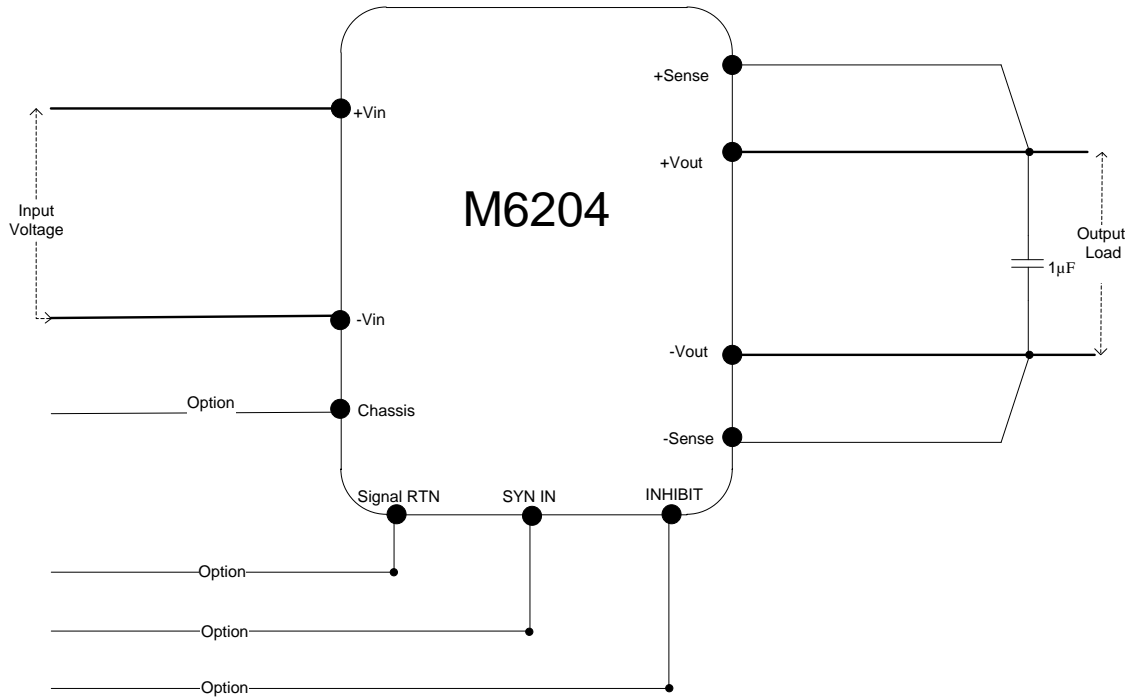 +Sense
+Vin
+Vout
M6204
Input
Voltage
Output
Load
1µF
-Vin
-Vout
Option
Chassis
-Sense
Signal RTN
SYN IN
INHIBIT
Option
Option
Option